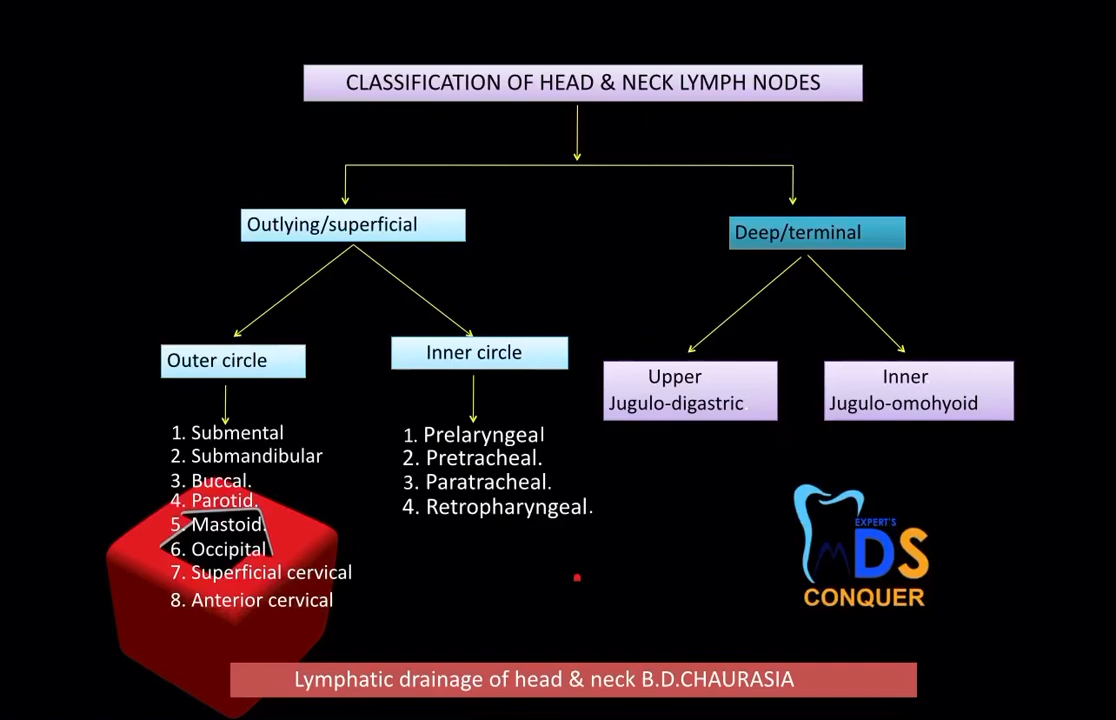 CLASSIFICATION OF HEAD & NECK LYMPH NODES
Outlying/superficial
Deep/terminal
Outer circle
Inner circle
Upper
Jugulo-digastric.
Inner
Jugulo-omohyoid
1. Submental
2. Submandibular
3. Buccal.
4. Parotid.
5. Mastoid.
6. Occipital
7. Superficial cervical
8. Anterior cervical
1. Prelaryngeal
2. Pretracheal.
3. Paratracheal.
4. Retropharyngeal.
EXPERT'S
MDS
CONQUER
Lymphatic drainage of head & neck B.D.CHAURASIA